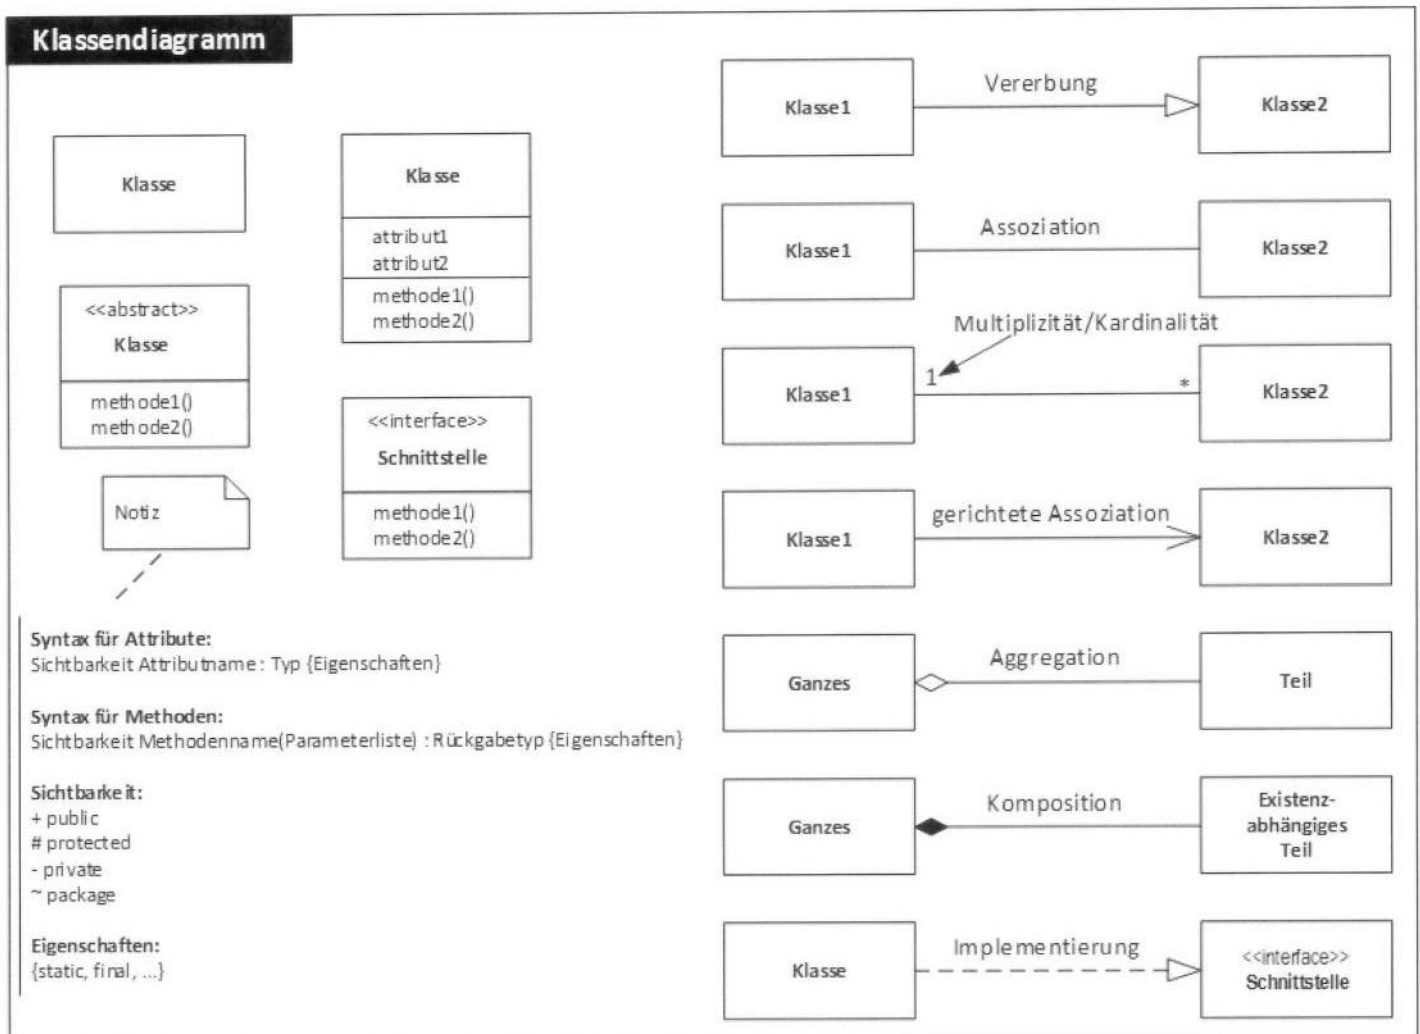 Klassendiagramm
Klasse
Klasse
attribut1
attribut2
methode1()
methode2()
<<abstract>>
Klasse
methode1()
methode2()
<<interface>>
Schnittstelle
methode1()
methode2()
Notiz
Syntax für Attribute:
Sichtbarkeit Attributname : Typ {Eigenschaften}
Syntax für Methoden:
Sichtbarkeit Methodenname(Parameterliste) : Rückgabetyp {Eigenschaften}
Sichtbarkeit:
+ public
# protected
- private
~ package
Eigenschaften:
{static, final, ...}
Klasse1
Vererbung
Klasse2
Klasse1
Assoziation
Klasse2
Multiplizität/Kardinalität
Klasse1
1
*
Klasse2
Klasse1
gerichtete Assoziation
Klasse2
Ganzes
Aggregation
Teil
Ganzes
Komposition
Existenz-
abhängiges
Teil
Klasse
Implementierung
<<interface>>
Schnittstelle